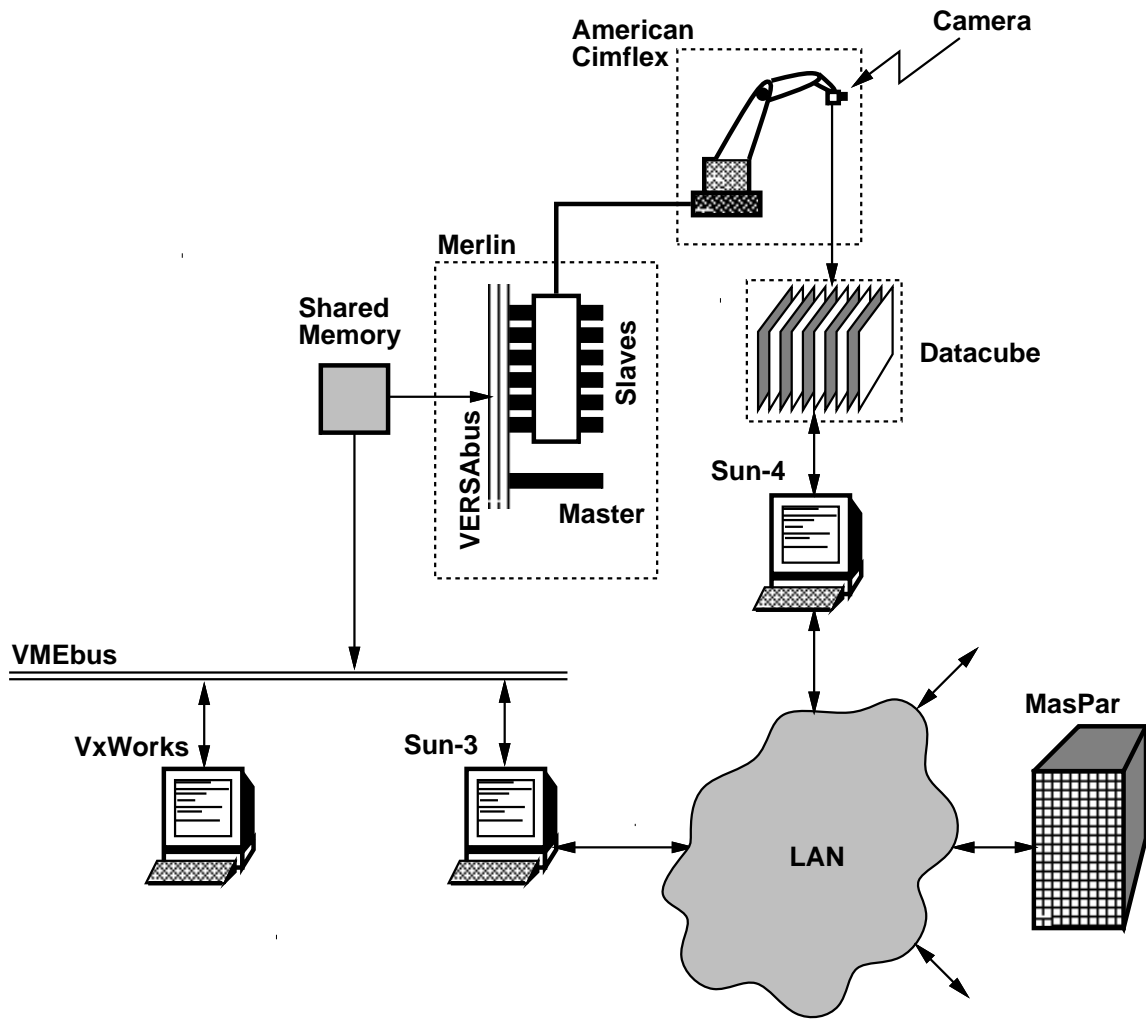 Camera
American
Cimflex
Merlin
Shared
Memory
Slaves
Datacube
VERSAbus
Sun-4
Master
VMEbus
MasPar
VxWorks
Sun-3
LAN